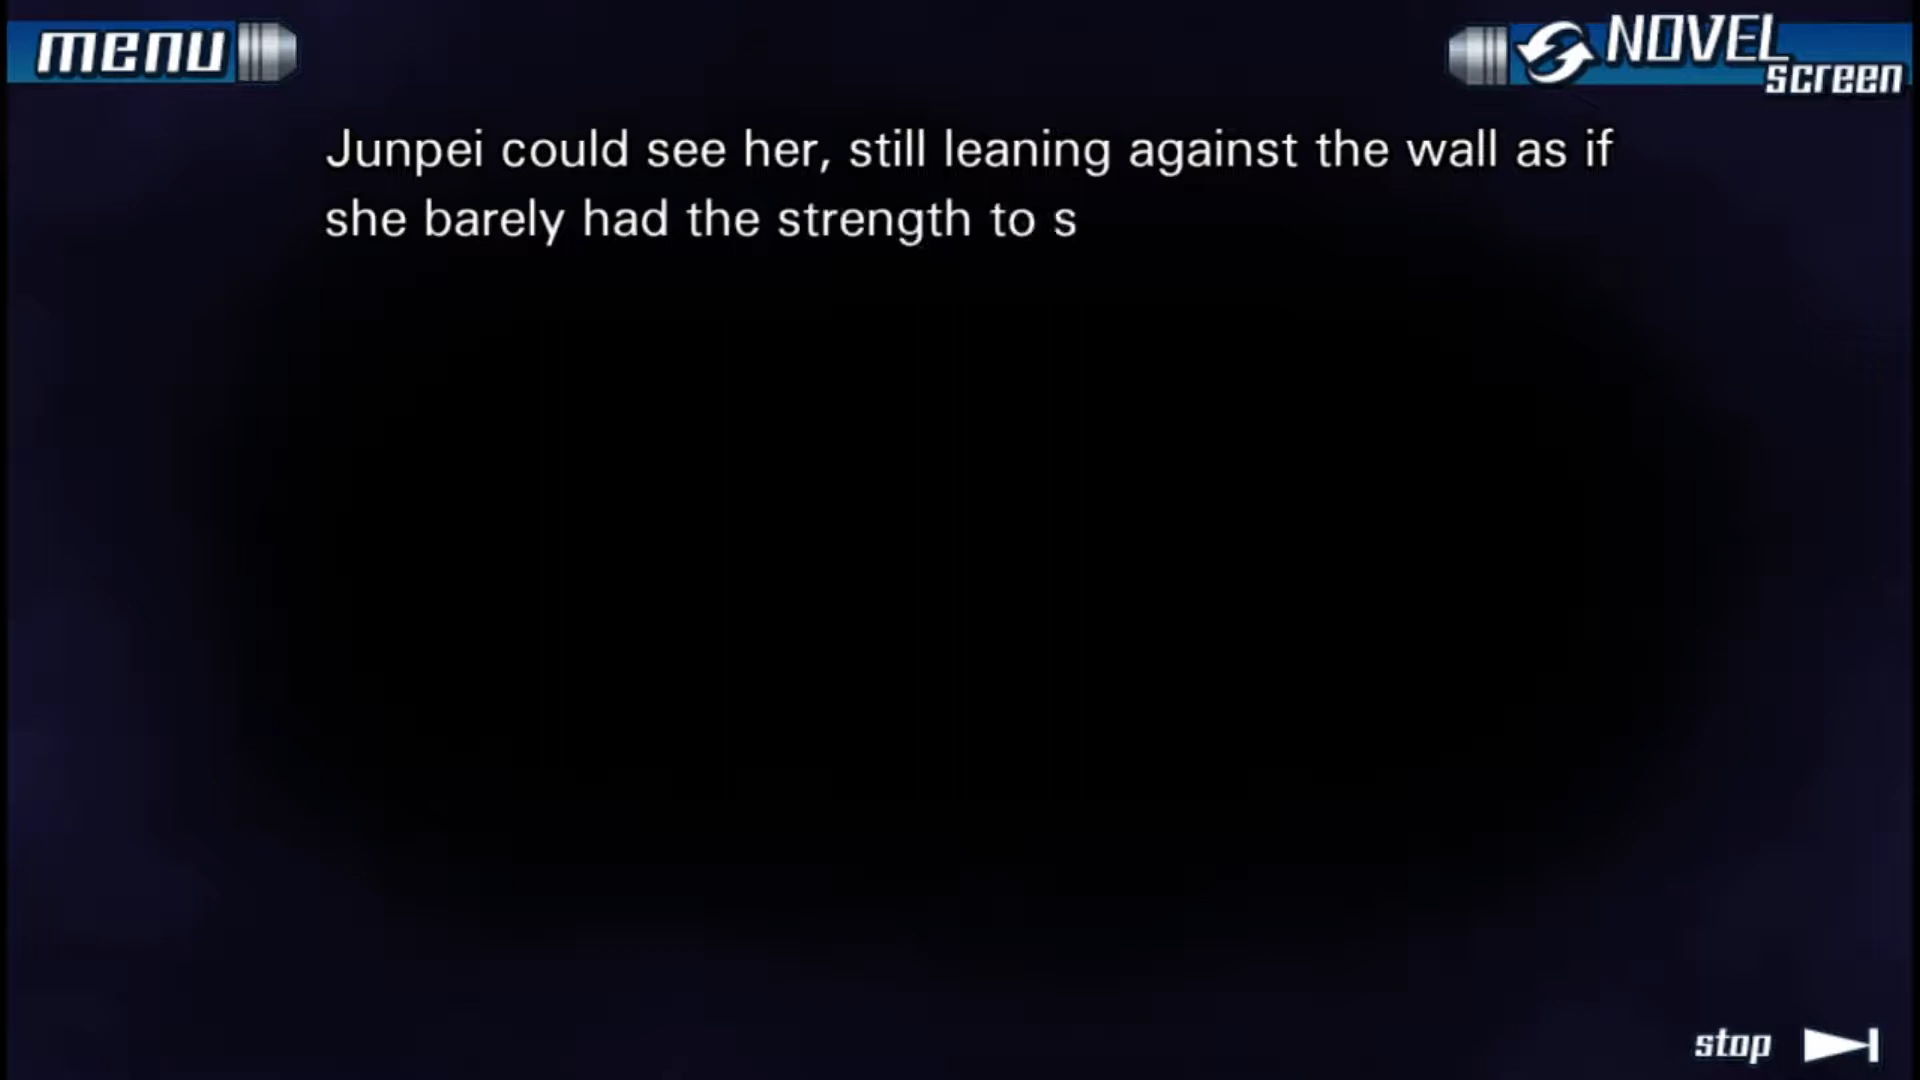 menu
NOVEL
screen
Junpei could see her, still leaning against the wall as if
she barely had the strength to s
stop